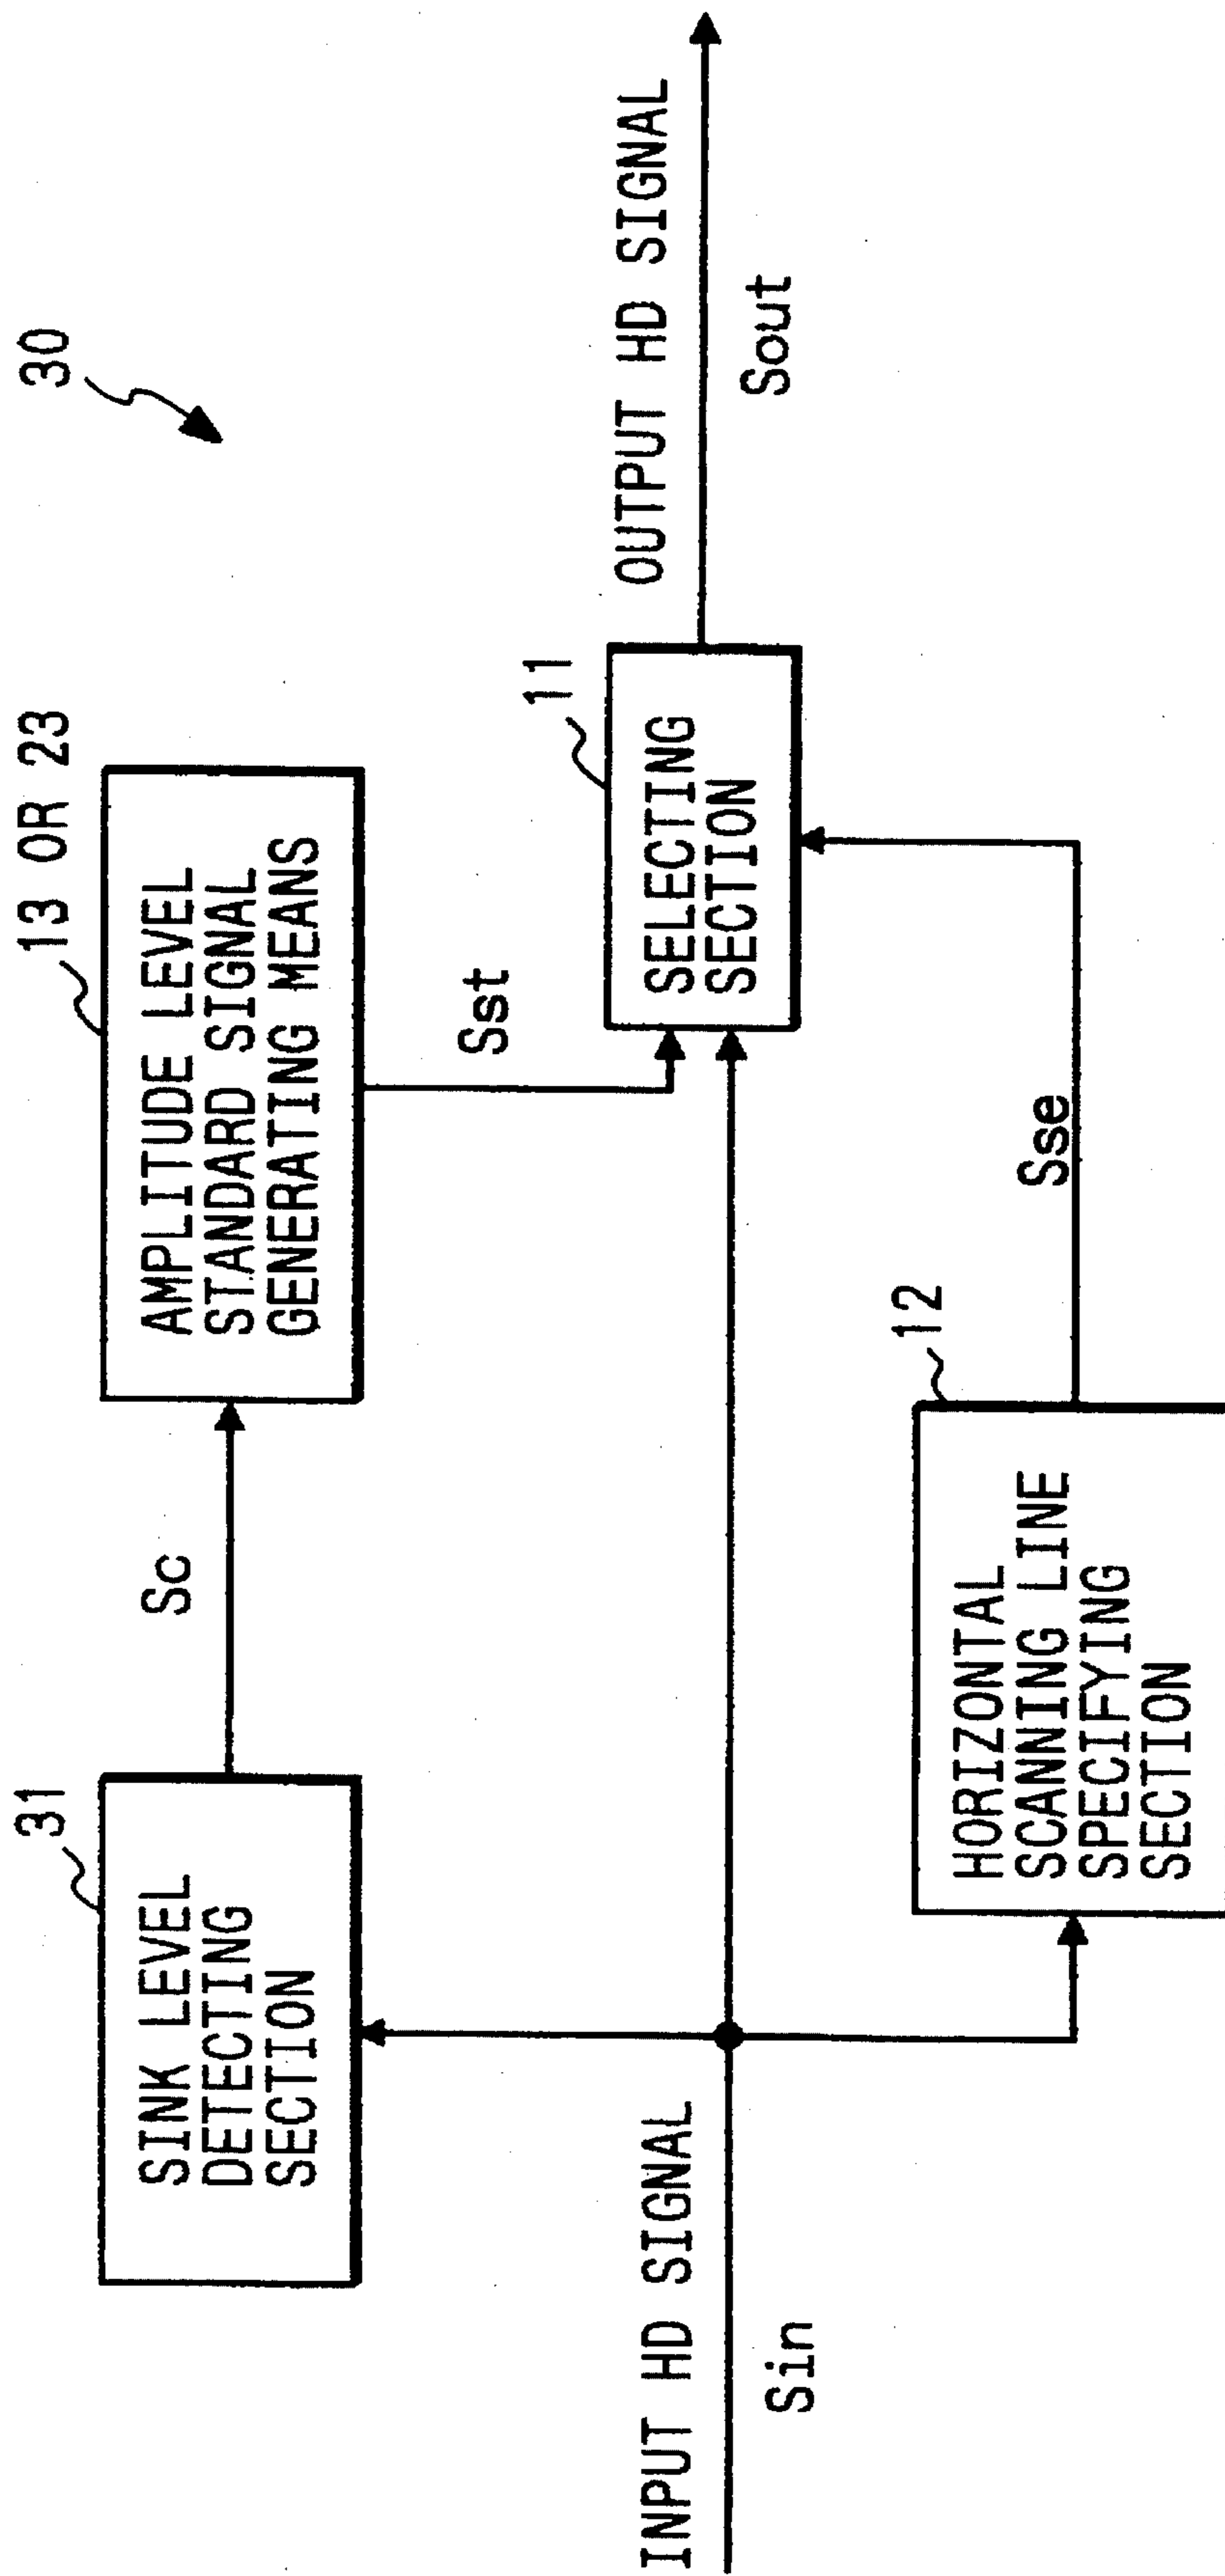 30
31
SINK LEVEL
DETECTING
SECTION
Sc
13 OR 23
AMPLITUDE LEVEL
STANDARD SIGNAL
GENERATING MEANS
Sst
INPUT HD SIGNAL
Sin
11
SELECTING
SECTION
OUTPUT HD SIGNAL
Sout
12
HORIZONTAL
SCANNING LINE
SPECIFYING
SECTION
Sse